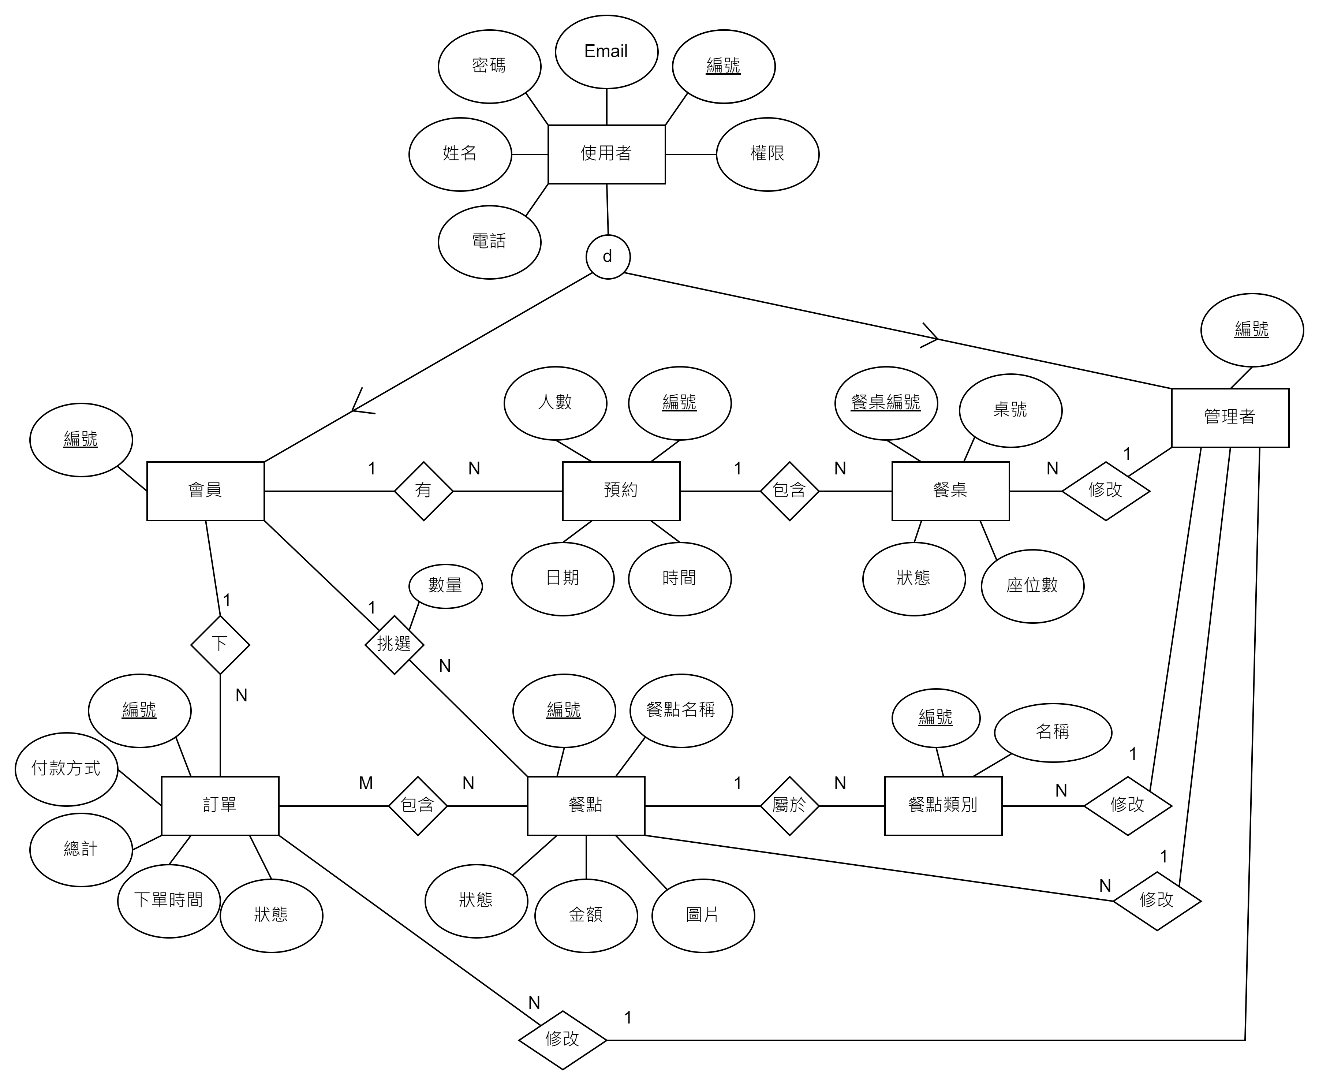 Email
密碼
編號
姓名
使用者
權限
電話
d
編號
人數
編號
餐桌編號
桌號
管理者
編號
1
N
1
N
N
1
會員
有
預約
包含
餐桌
修改
日期
時間
狀態
座位數
數量
1
1
下
挑選
N
N
編號
編號
餐點名稱
編號
名稱
付款方式
M
N
1
N
N
1
訂單
包含
餐點
屬於
餐點類別
修改
總計
1
下單時間
狀態
狀態
金額
圖片
N
修改
N
1
修改